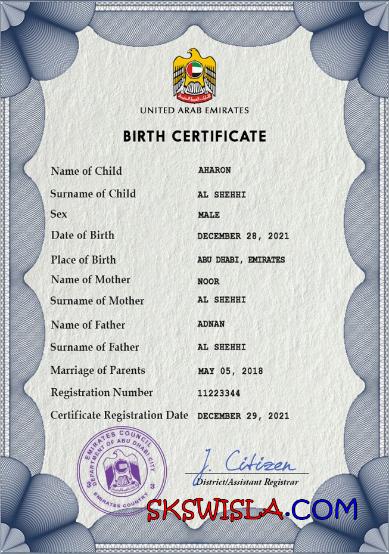 UNITED ARAB EMIRATES
BIRTH CERTIFICATE
Name of Child AHARON
Surname of Child AL SHEHHI
Sex MALE
Date of Birth DECEMBER 28, 2021
Place of Birth ABU DHABI, EMIRATES
Name of Mother NOOR
Surname of Mother AL SHEHHI
Name of Father ADNAN
Surname of Father AL SHEHHI
Marriage of Parents MAY 05, 2018
Registration Number 11223344
Certificate Registration Date DECEMBER 29, 2021
EMIRATES COUNCIL
DEPARTMENT OF ABU DHABI CITY
EMIRATES COUNTRY
J. Citizen
District/Assistant Registrar
SKSWISLA.COM